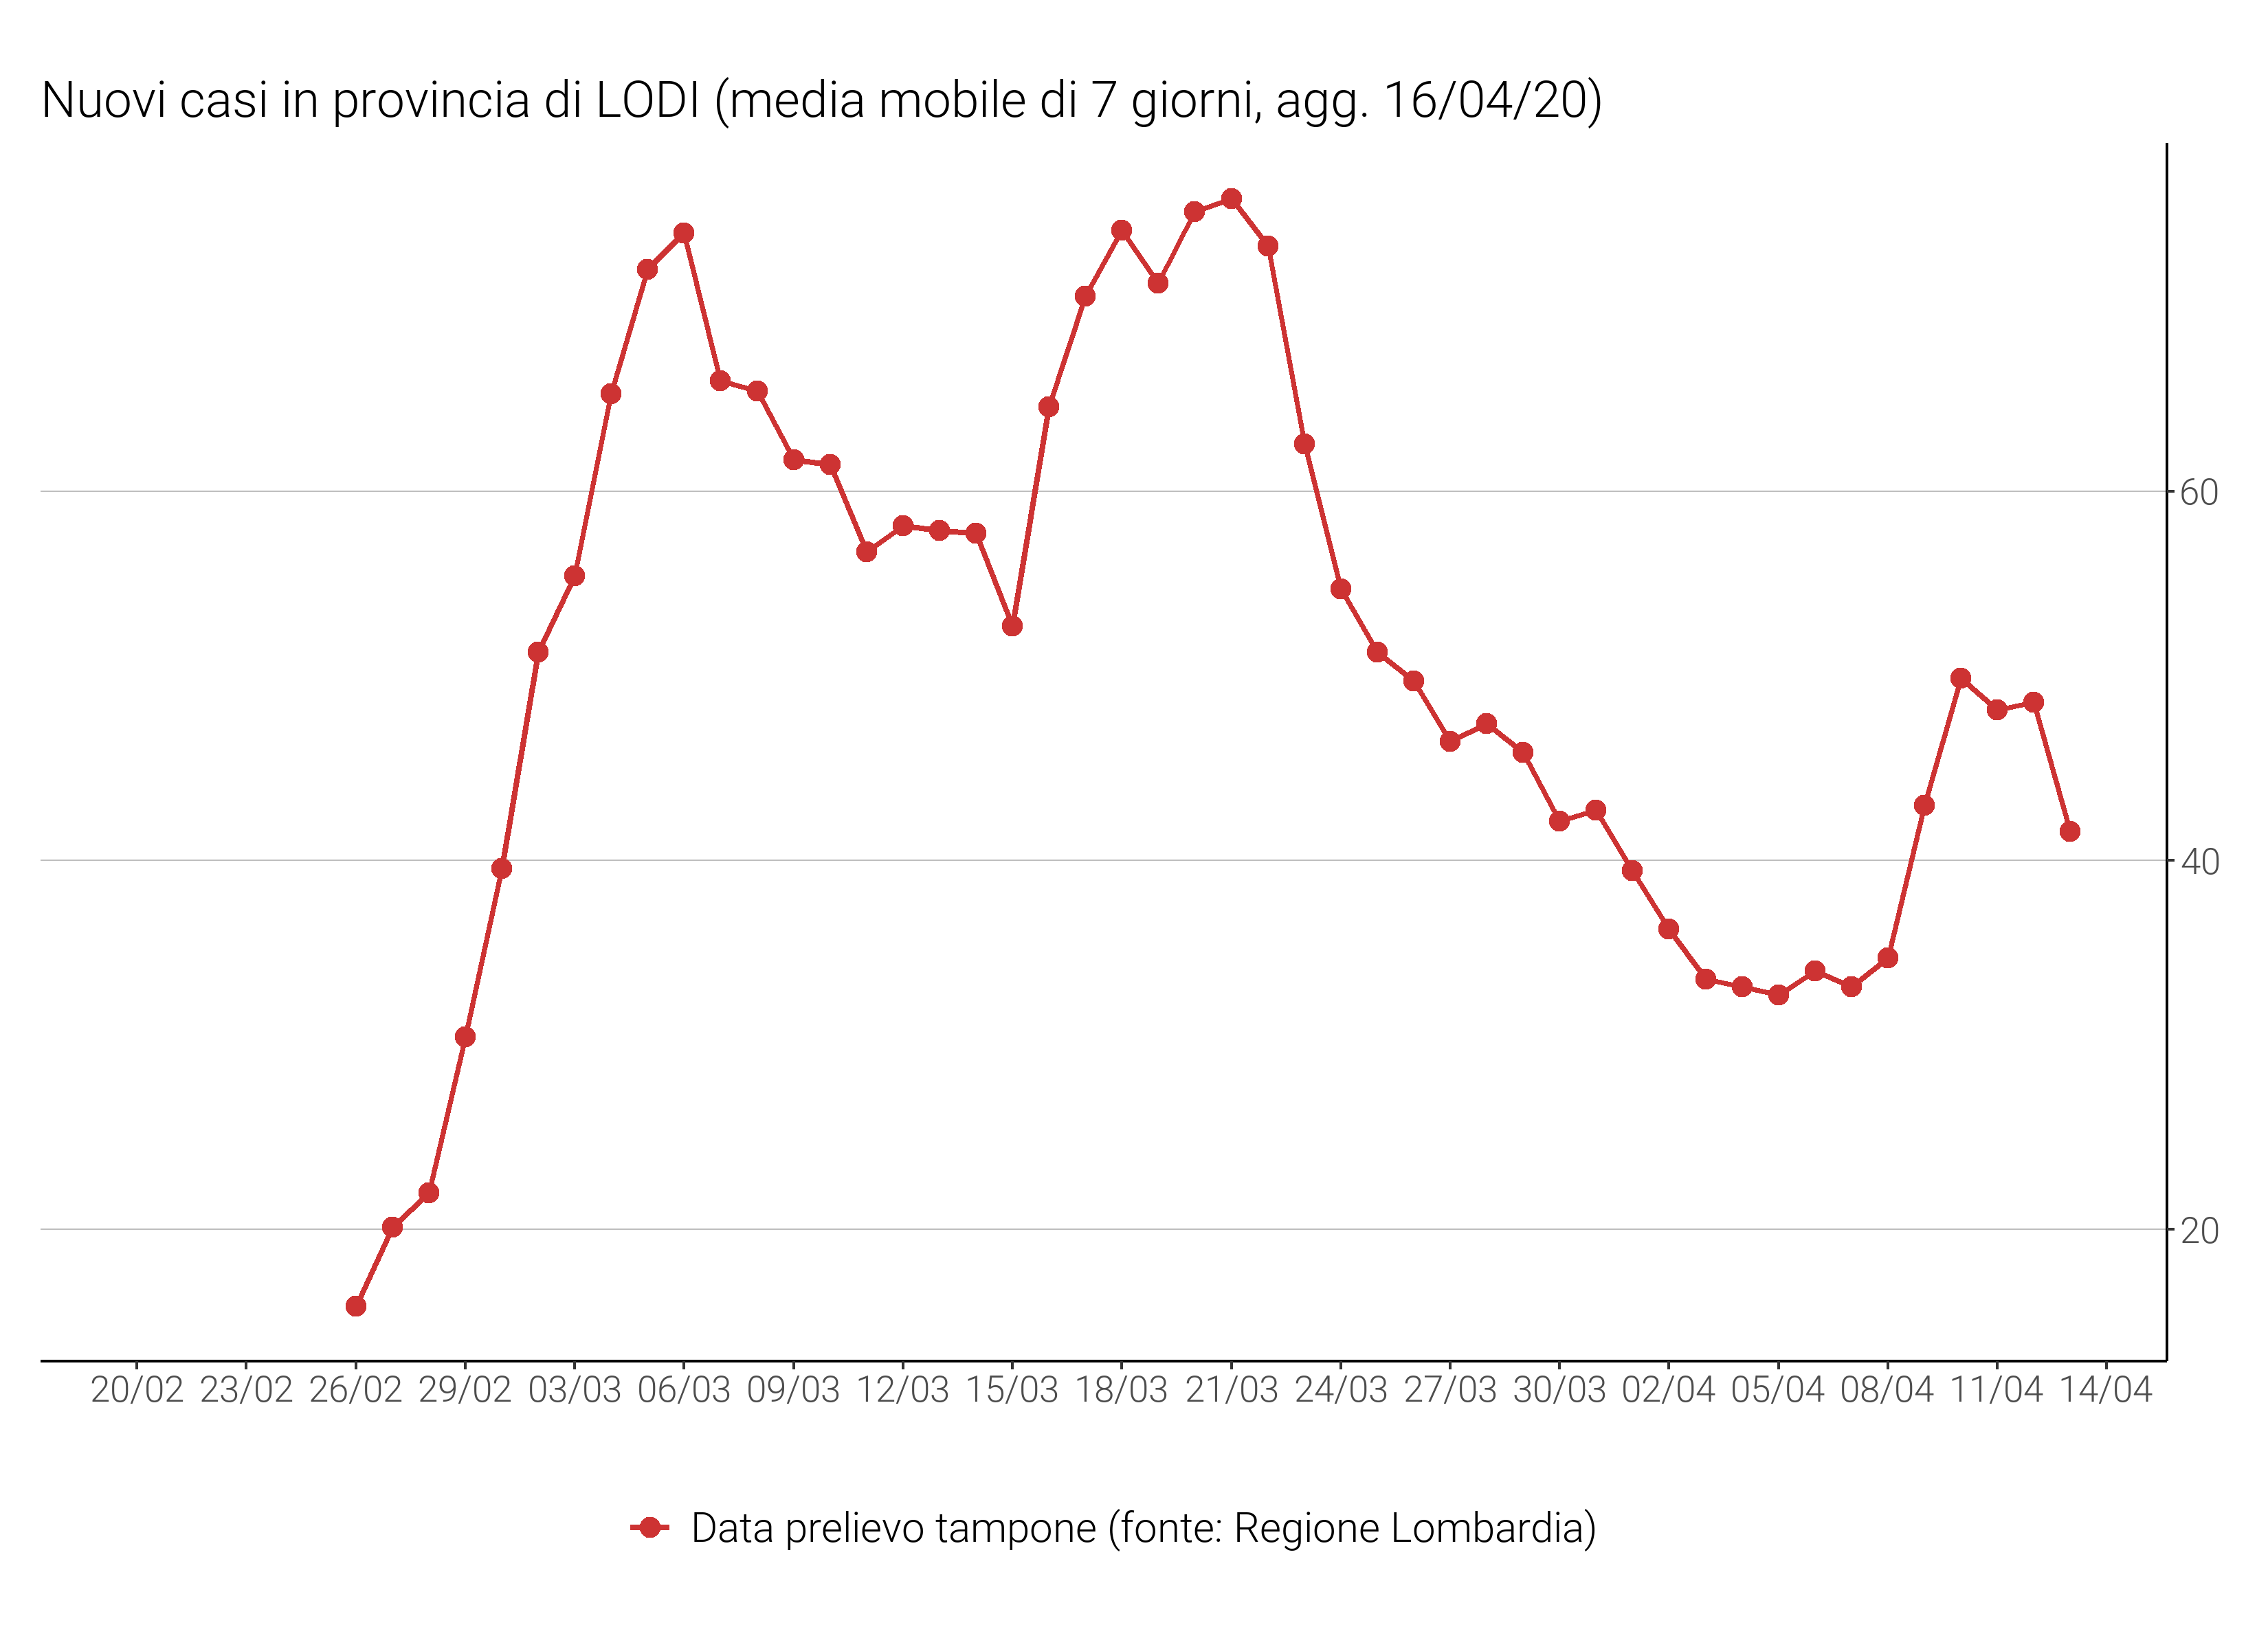 Nuovi casi in provincia di LODI (media mobile di 7 giorni, agg. 16/04/20)
60
40
20
20/02 23/02 26/02 29/02 03/03 06/03 09/03 12/03 15/03 18/03 21/03 24/03 27/03 30/03 02/04 05/04 08/04 11/04 14/04
Data prelievo tampone (fonte: Regione Lombardia)